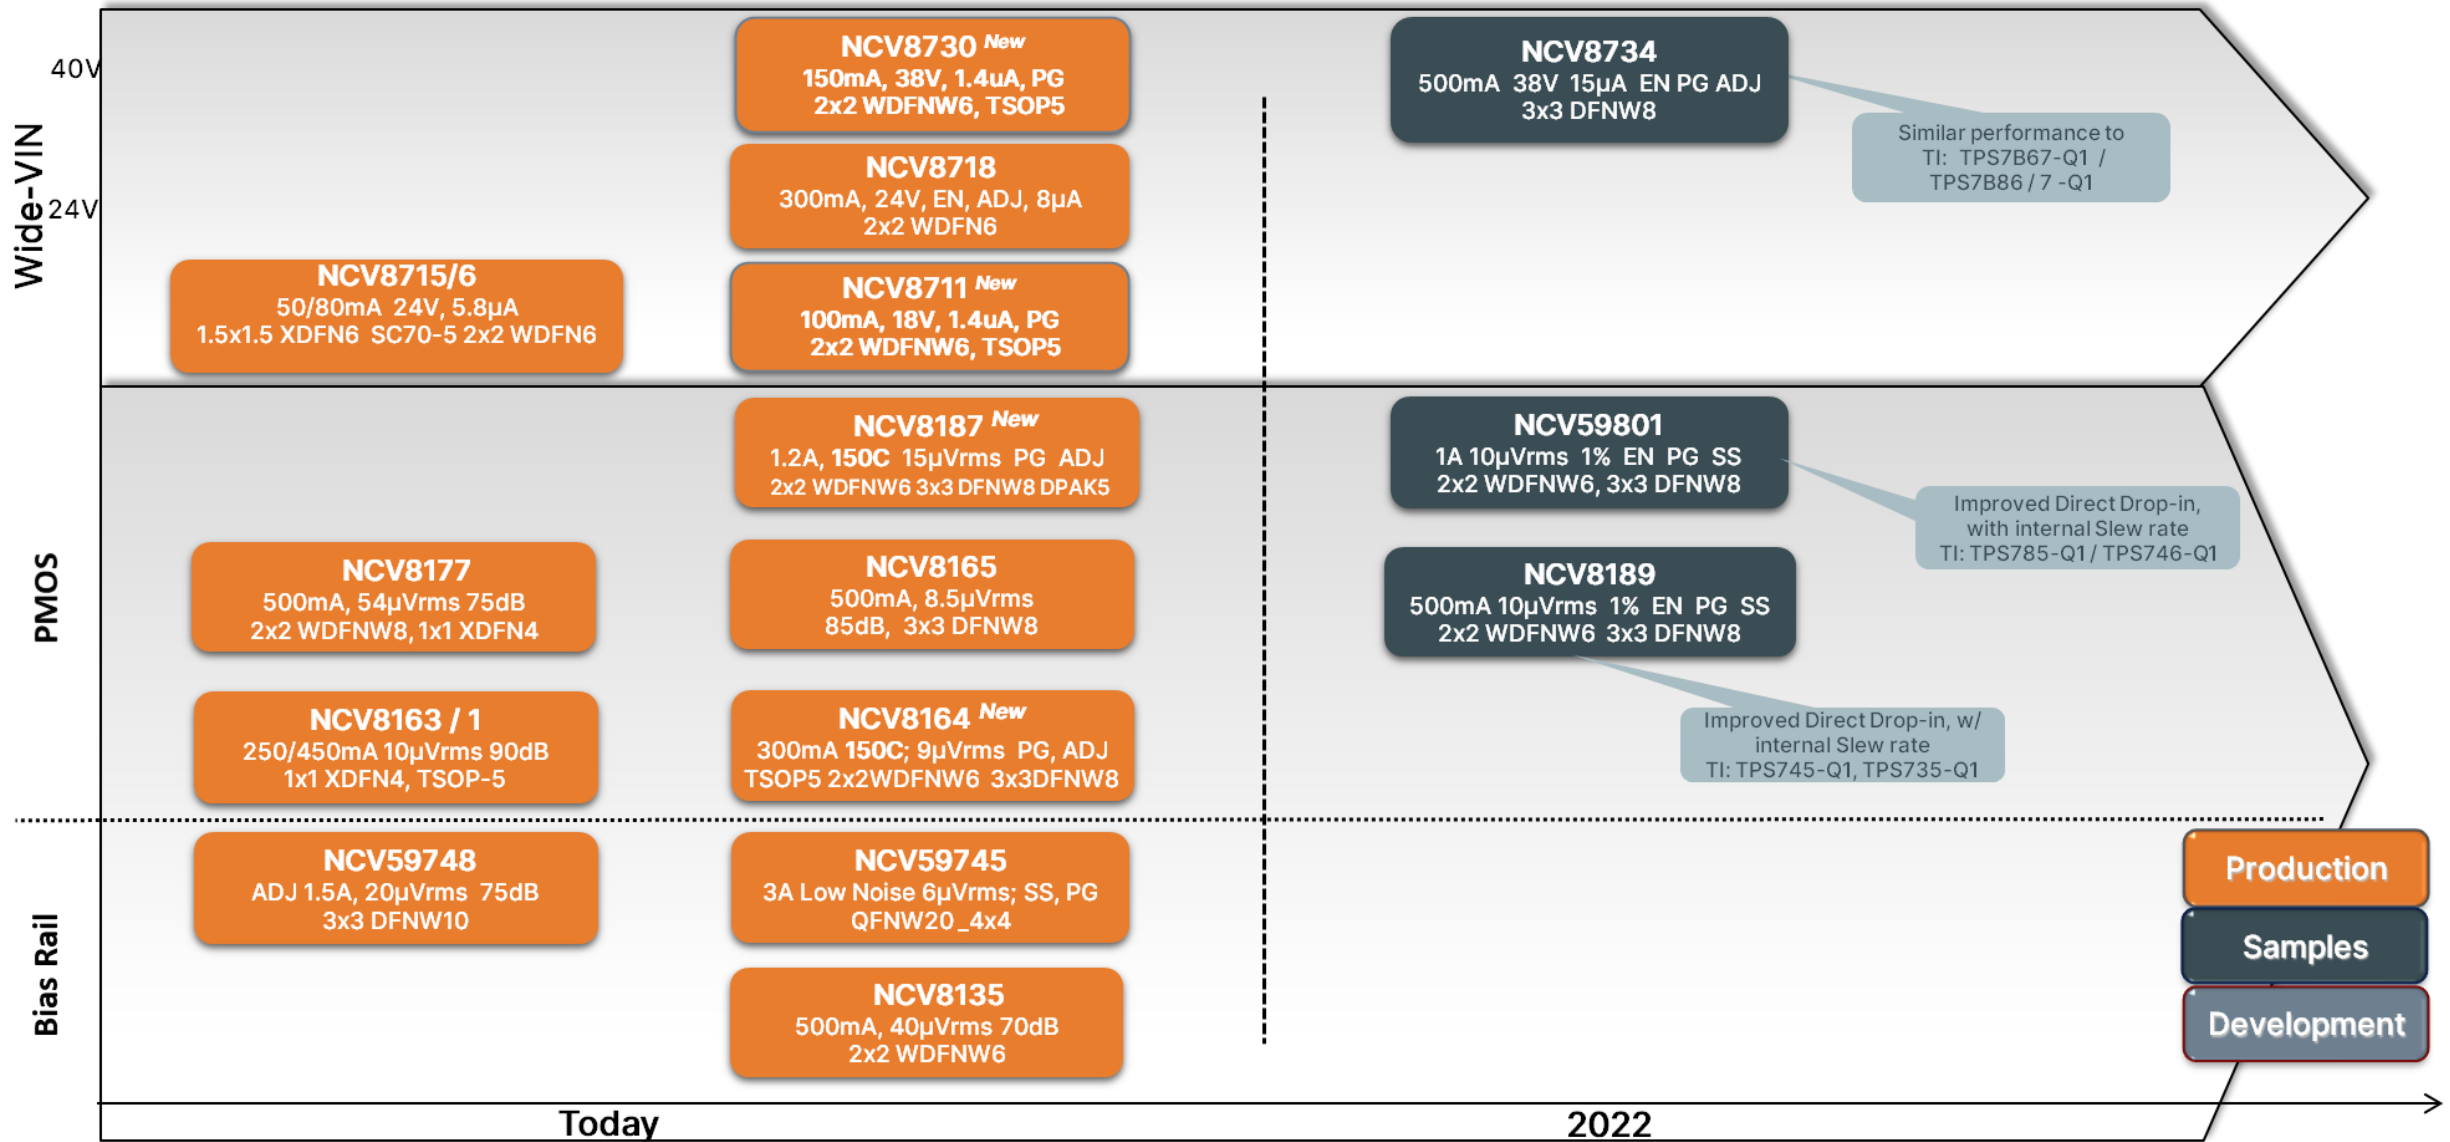 Wide-VIN
40V
24V
NCV8730 New
150mA, 38V, 1.4uA, PG
2x2 WDFNW6, TSOP5
NCV8718
300mA, 24V, EN, ADJ, 8µA
2x2 WDFN6
NCV8715/6
50/80mA 24V, 5.8µA
1.5x1.5 XDFN6 SC70-5 2x2 WDFN6
NCV8711 New
100mA, 18V, 1.4uA, PG
2x2 WDFNW6, TSOP5
NCV8734
500mA 38V 15µA EN PG ADJ
3x3 DFNW8
Similar performance to
TI: TPS7B67-Q1 /
TPS7B86 / 7 -Q1
PMOS
NCV8187 New
1.2A, 150C 15µVrms PG ADJ
2x2 WDFNW6 3x3 DFNW8 DPAK5
NCV8177
500mA, 54µVrms 75dB
2x2 WDFNW8, 1x1 XDFN4
NCV8165
500mA, 8.5µVrms
85dB, 3x3 DFNW8
NCV8163 / 1
250/450mA 10µVrms 90dB
1x1 XDFN4, TSOP-5
NCV8164 New
300mA 150C; 9µVrms PG, ADJ
TSOP5 2x2WDFNW6 3x3DFNW8
NCV59801
1A 10µVrms 1% EN PG SS
2x2 WDFNW6, 3x3 DFNW8
Improved Direct Drop-in,
with internal Slew rate
TI: TPS785-Q1 / TPS746-Q1
NCV8189
500mA 10µVrms 1% EN PG SS
2x2 WDFNW6 3x3 DFNW8
Improved Direct Drop-in, w/
internal Slew rate
TI: TPS745-Q1, TPS735-Q1
Bias Rail
NCV59748
ADJ 1.5A, 20µVrms 75dB
3x3 DFNW10
NCV59745
3A Low Noise 6µVrms; SS, PG
QFNW20_4x4
NCV8135
500mA, 40µVrms 70dB
2x2 WDFNW6
Production
Samples
Development
Today
2022